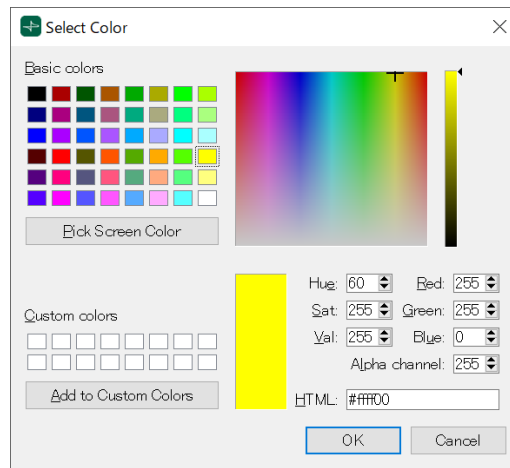 Select Color
Basic colors
Pick Screen Color
Custom colors
Add to Custom Colors
Hue: 60 Red: 255
Sat: 255 Green: 255
Val: 255 Blue: 0
Alpha channel: 255
HTML: #ffff00
OK Cancel